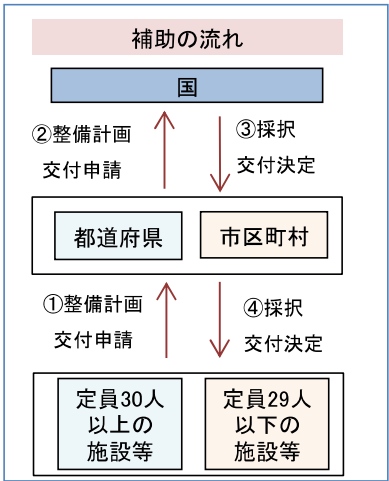 補助の流れ
国
②整備計画
交付申請
③採択
交付決定
都道府県
市区町村
①整備計画
交付申請
④採択
交付決定
定員30人
以上の
施設等
定員29人
以下の
施設等